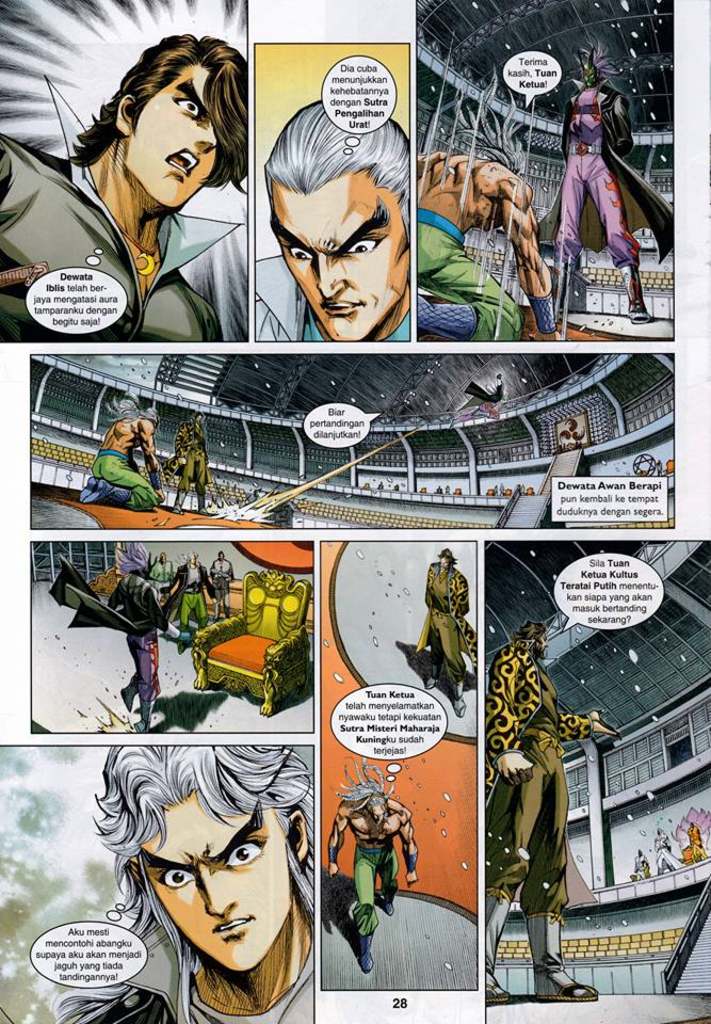 Dewata
Iblis telah ber-
jaya mengatasi aura
tamparanku dengan
begitu saja!
Dia cuba
menunjukkan
kehebatannya
dengan Sutra
Pengalihan
Urat!
Terima
kasih, Tuan
Ketua!
Biar
pertandingan
dilanjutkan!
Dewata Awan Berapi
pun kembali ke tempat
duduknya dengan segera.
Tuan Ketua
telah menyelamatkan
nyawaku tetapi kekuatan
Sutra Misteri Maharaja
Kuningku sudah
terjejas!
Sila Tuan
Ketua Kultus
Teratai Putih menentu-
kan siapa yang akan
masuk bertanding
sekarang?
Aku mesti
mencontohi abangku
supaya aku akan menjadi
jaguh yang tiada
tandingannya!
28